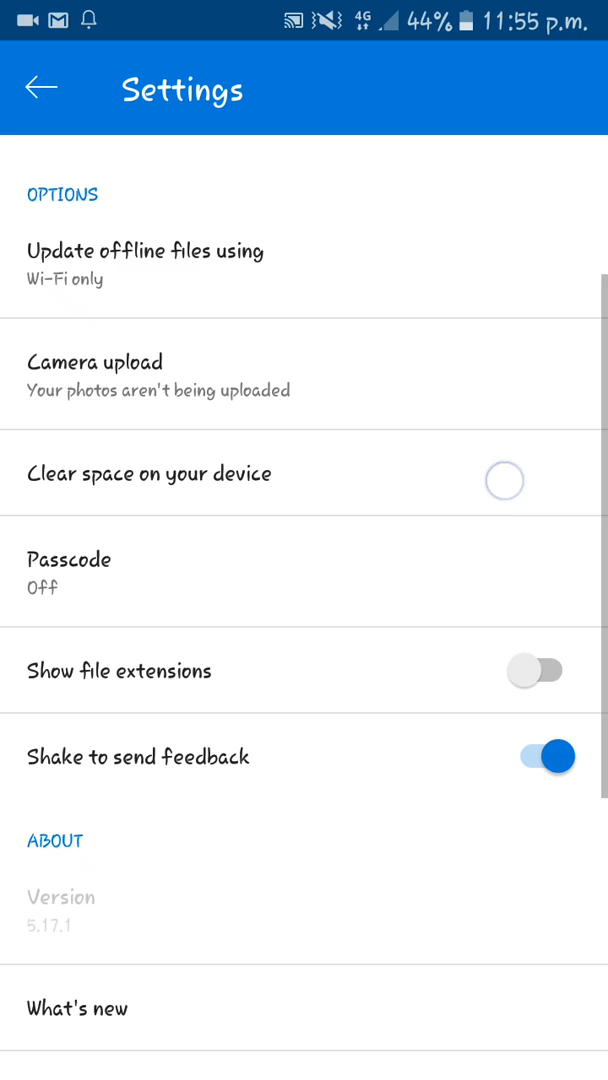 4G 44% 11:55 p.m.
Settings
OPTIONS
Update offline files using
Wi-Fi only
Camera upload
Your photos aren't being uploaded
Clear space on your device
Passcode
Off
Show file extensions
Shake to send feedback
ABOUT
Version
5.17.1
What's new